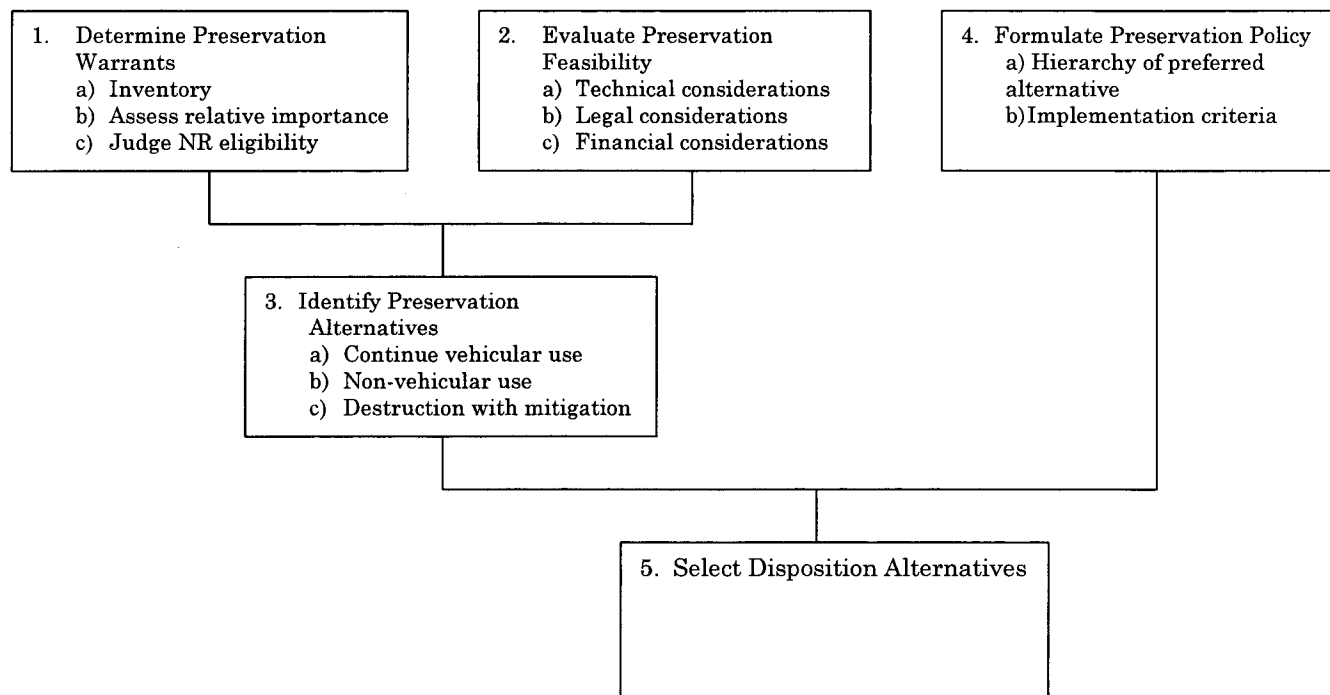 1. Determine Preservation
Warrants
a) Inventory
b) Assess relative importance
c) Judge NR eligibility
2. Evaluate Preservation
Feasibility
a) Technical considerations
b) Legal considerations
c) Financial considerations
4. Formulate Preservation Policy
a) Hierarchy of preferred
alternative
b)Implementation criteria
3. Identify Preservation
Alternatives
a) Continue vehicular use
b) Non-vehicular use
c) Destruction with mitigation
5. Select Disposition Alternatives